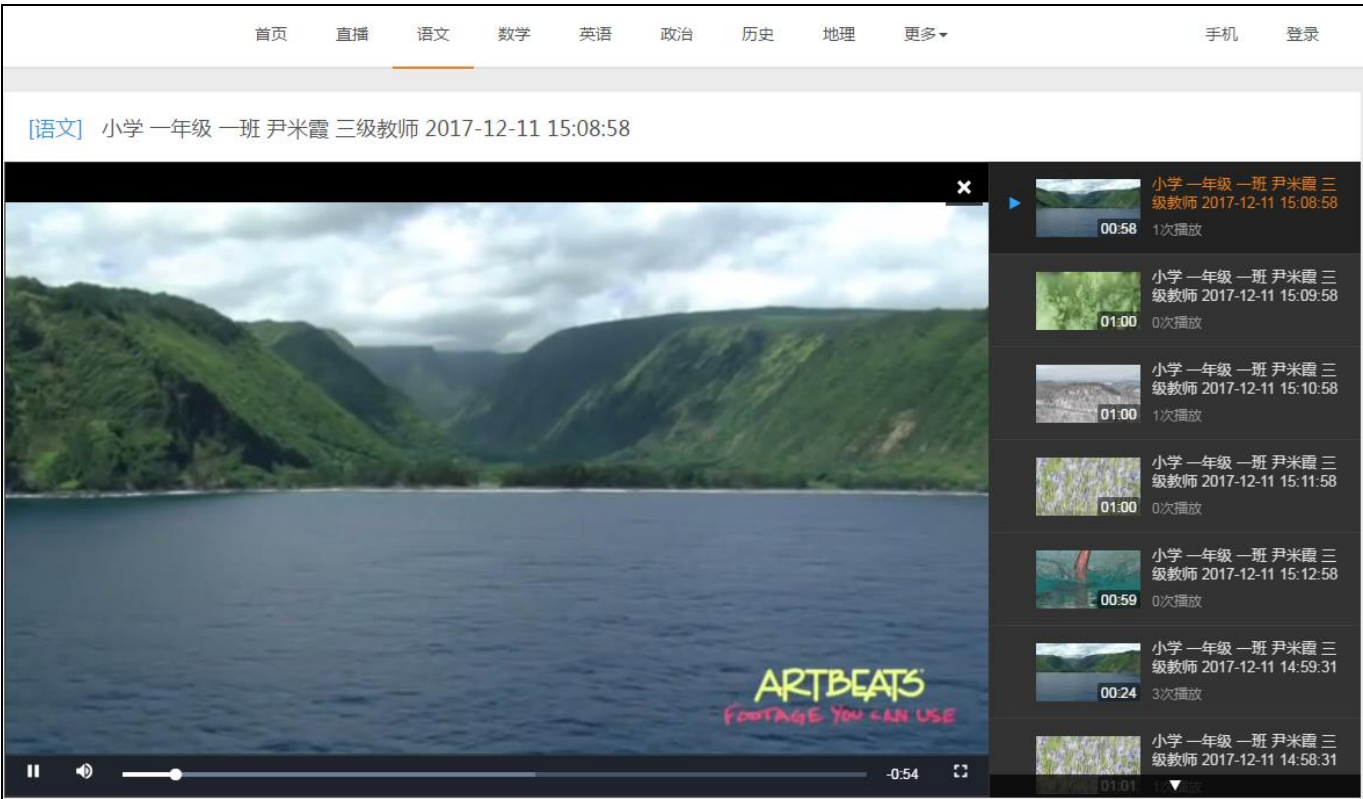 首页 直播 语文 数学 英语 政治 历史 地理 更多 手机 登录
[语文] 小学 一年级 一班 尹米霞 三级教师 2017-12-11 15:08:58
小学 一年级 一班 尹米霞 三
级教师 2017-12-11 15:08:58
00:58 1次播放
小学 一年级 一班 尹米霞 三
级教师 2017-12-11 15:09:58
01:00 0次播放
小学 一年级 一班 尹米霞 三
级教师 2017-12-11 15:10:58
01:00 1次播放
小学 一年级 一班 尹米霞 三
级教师 2017-12-11 15:11:58
01:00 0次播放
小学 一年级 一班 尹米霞 三
级教师 2017-12-11 15:12:58
00:59 0次播放
小学 一年级 一班 尹米霞 三
级教师 2017-12-11 14:59:31
00:24 3次播放
小学 一年级 一班 尹米霞 三
级教师 2017-12-11 14:58:31
01:01
ARTBEATS
FOOTAGE YOU CAN USE
-0:54